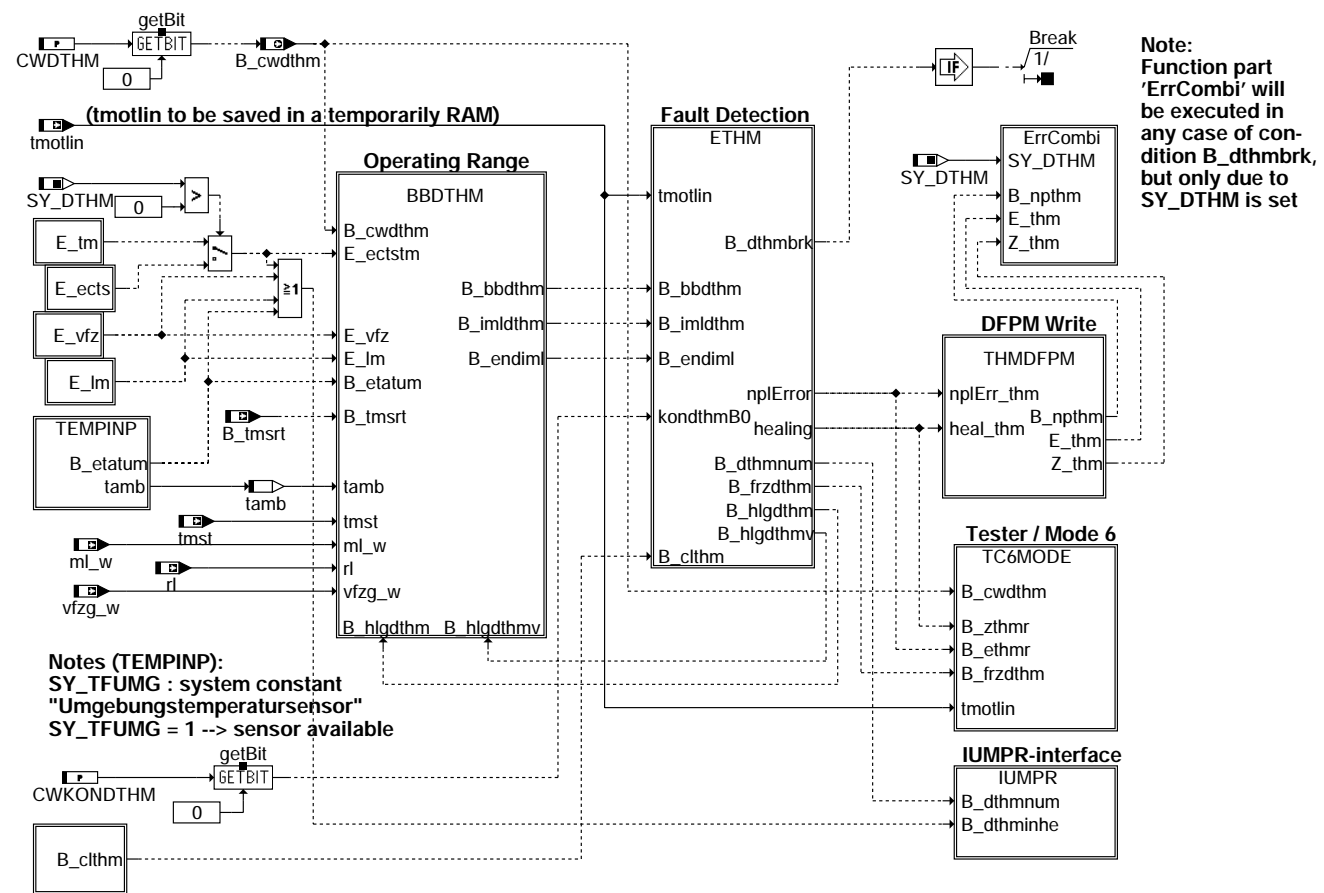 getBit
P
GETBIT
CWDTHM
B_cwdthm
0
Break
IF
1/
Note:
Function part
'ErrCombi' will
be executed in
any case of con-
dition B_dthmbrk,
but only due to
SY_DTHM is set
(tmotlin to be saved in a temporarily RAM)
tmotlin
Fault Detection
ETHM
tmotlin
B_dthmbrk
B_bbdthm
B_imldthm
B_endiml
nplError
kondthmB0
healing
B_dthmnum
B_frzdthm
B_hlgdthm
B_hlgdthmv
B_clthm
ErrCombi
SY_DTHM
SY_DTHM
B_npthm
E_thm
Z_thm
Operating Range
BBDTHM
B_cwdthm
E_ectstm
B_bbdthm
B_imldthm
B_endiml
E_vfz
E_lm
B_etatum
B_tmsrt
tamb
tmst
ml_w
rl
vfzg_w
B_hlgdthm
B_hlgdthmv
SY_DTHM
0
>
E_tm
E_ects
≥1
E_vfz
E_lm
TEMPINP
B_etatum
tamb
B_tmsrt
tamb
tmst
ml_w
rl
vfzg_w
DFPM Write
THMDFPM
nplErr_thm
B_npthm
heal_thm
E_thm
Z_thm
Tester / Mode 6
TC6MODE
B_cwdthm
B_zthmr
B_ethmr
B_frzdthm
tmotlin
Notes (TEMPINP):
SY_TFUMG : system constant
"Umgebungstemperatursensor"
SY_TFUMG = 1 --> sensor available
getBit
P
GETBIT
CWKONDTHM
0
IUMPR-interface
IUMPR
B_dthmnum
B_dthminhe
B_clthm